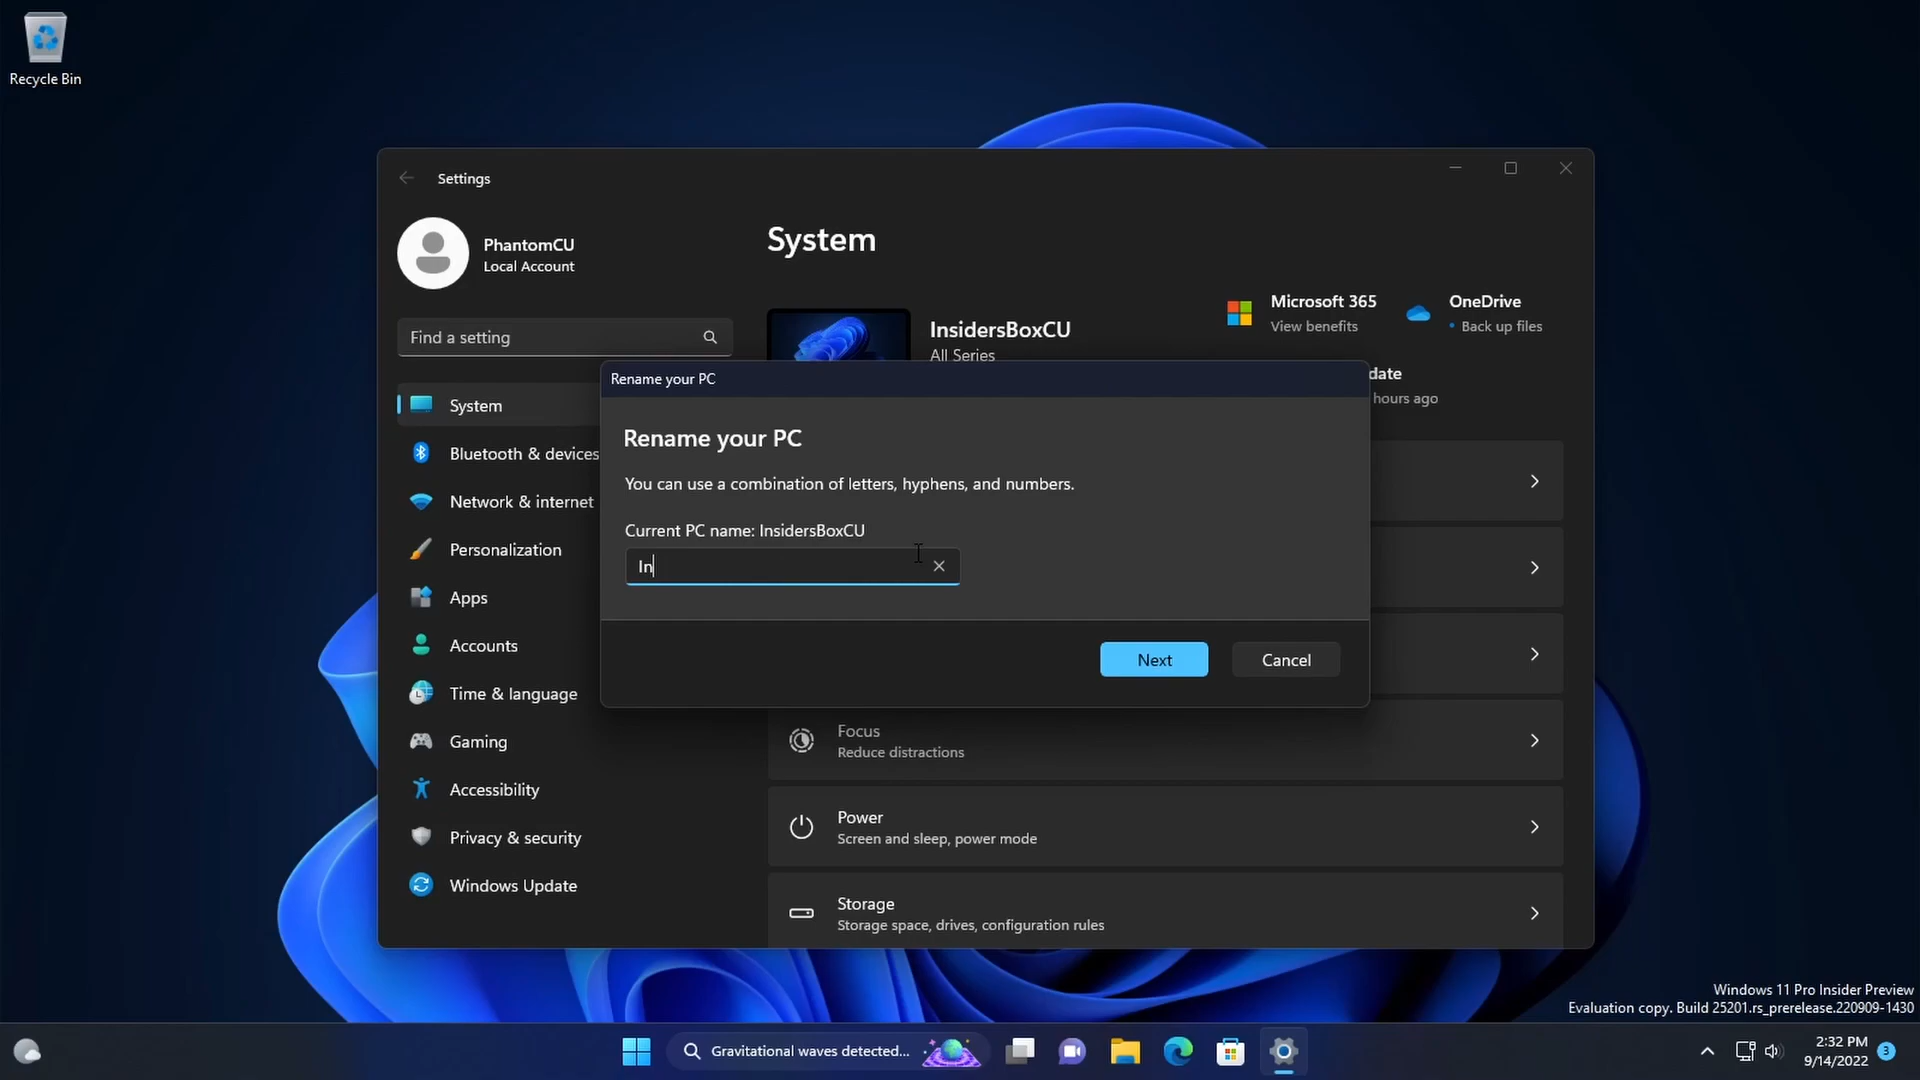 Recycle Bin
Settings
PhantomCU
Local Account
Find a setting
System
Bluetooth & devices
Network & internet
Personalization
Apps
Accounts
Time & language
Gaming
Accessibility
Privacy & security
Windows Update
System
InsidersBoxCU
All Series
Microsoft 365
View benefits
OneDrive
• Back up files
date
hours ago
Rename your PC
Rename your PC
You can use a combination of letters, hyphens, and numbers.
Current PC name: InsidersBoxCU
In
Next
Cancel
Focus
Reduce distractions
Power
Screen and sleep, power mode
Storage
Storage space, drives, configuration rules
Windows 11 Pro Insider Preview
Evaluation copy. Build 25201.rs_prerelease.220909-1430
Gravitational waves detected...
2:32 PM
9/14/2022
3